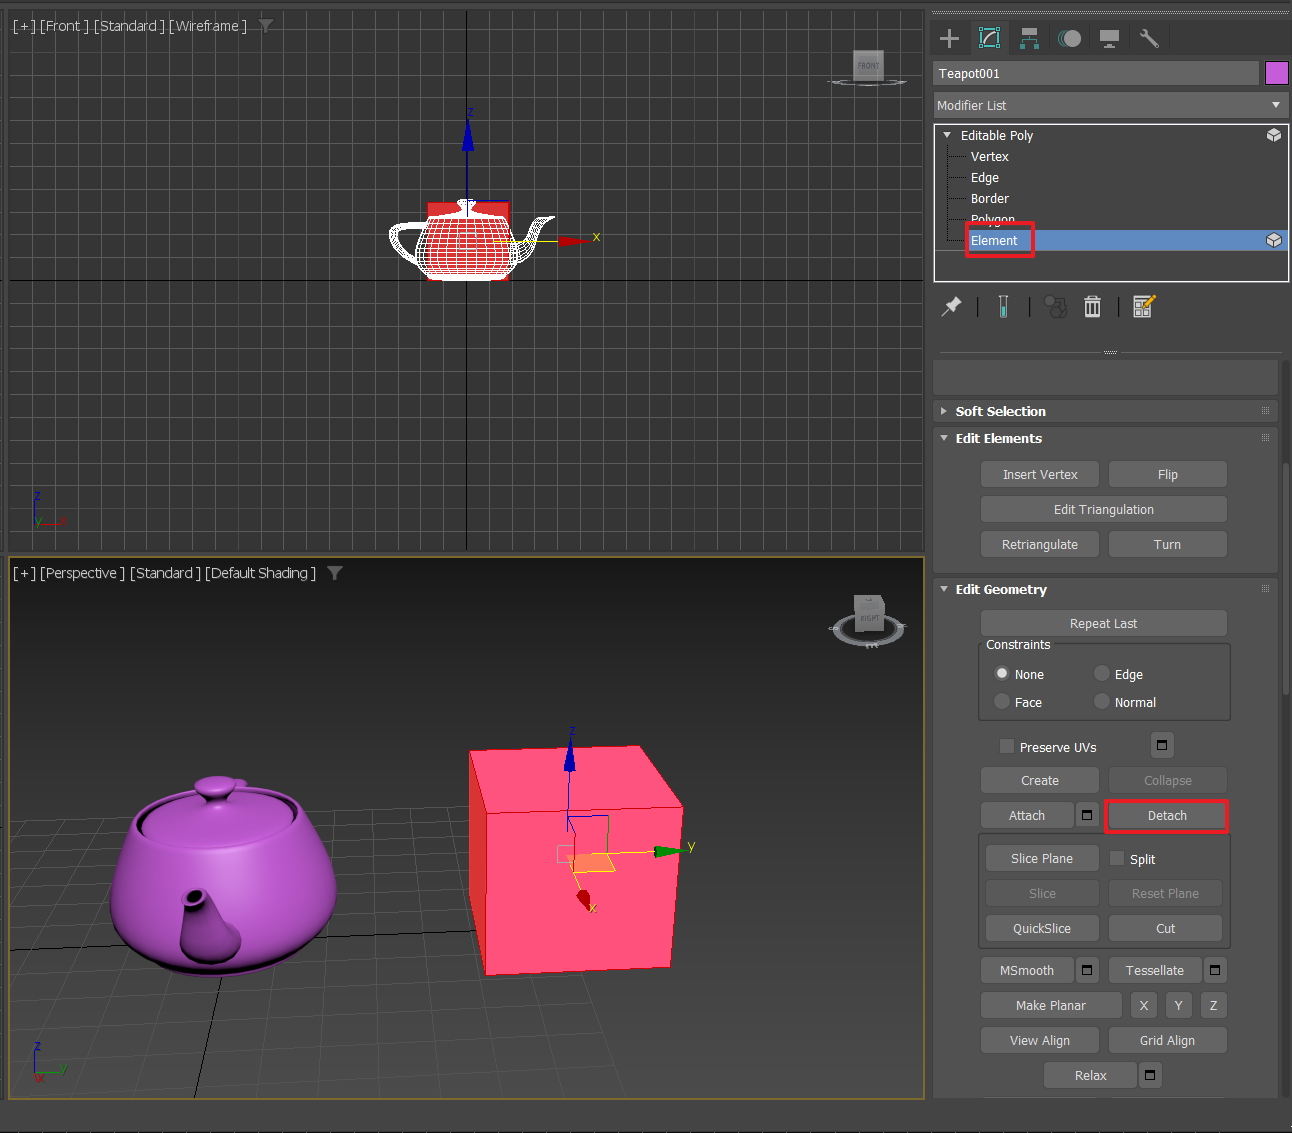 [+] [Front ] [Standard ] [Wireframe ]
FRONT
z
x
z
y
[+] [Perspective ] [Standard ] [Default Shading ]
RIGHT
z
y
x
z
y
x
Teapot001
Modifier List
Editable Poly
Vertex
Edge
Border
Polygon
Element
Soft Selection
Edit Elements
Insert Vertex
Flip
Edit Triangulation
Retriangulate
Turn
Edit Geometry
Repeat Last
Constraints
None
Edge
Face
Normal
Preserve UVs
Create
Collapse
Attach
Detach
Slice Plane
Split
Slice
Reset Plane
QuickSlice
Cut
MSmooth
Tessellate
Make Planar
X
Y
Z
View Align
Grid Align
Relax